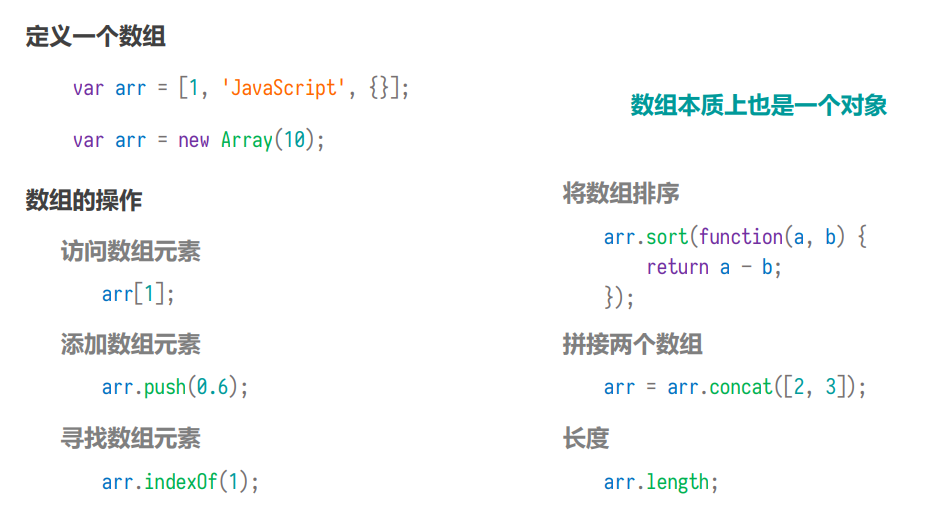 定义一个数组
var arr = [1, 'JavaScript', {}];
var arr = new Array(10);
数组本质上也是一个对象
数组的操作
访问数组元素
arr[1];
添加数组元素
arr.push(0.6);
寻找数组元素
arr.indexOf(1);
将数组排序
arr.sort(function(a, b) {
return a - b;
});
拼接两个数组
arr = arr.concat([2, 3]);
长度
arr.length;